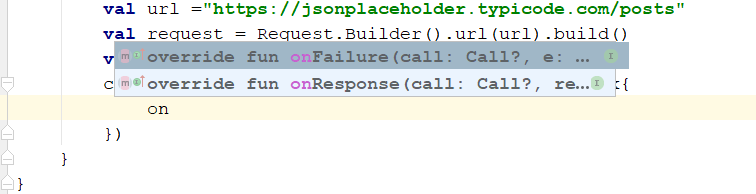 val url ="https://jsonplaceholder.typicode.com/posts"
val request = Request.Builder().url(url).build()
override fun onFailure(call: Call?, e: ...
override fun onResponse(call: Call?, re...
{
on
})
}
}